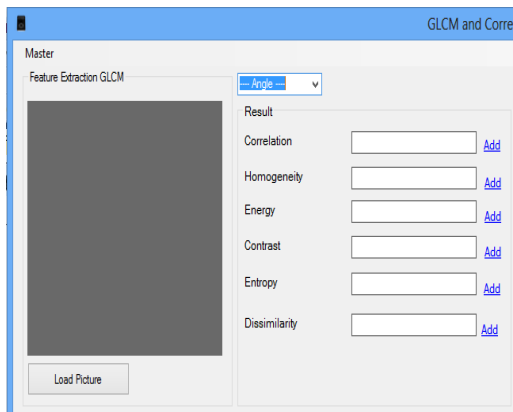 GLCM and Corre
Master
Feature Extraction GLCM
--- Angle ---
Result
Correlation Add
Homogeneity Add
Energy Add
Contrast Add
Entropy Add
Dissimilarity Add
Load Picture